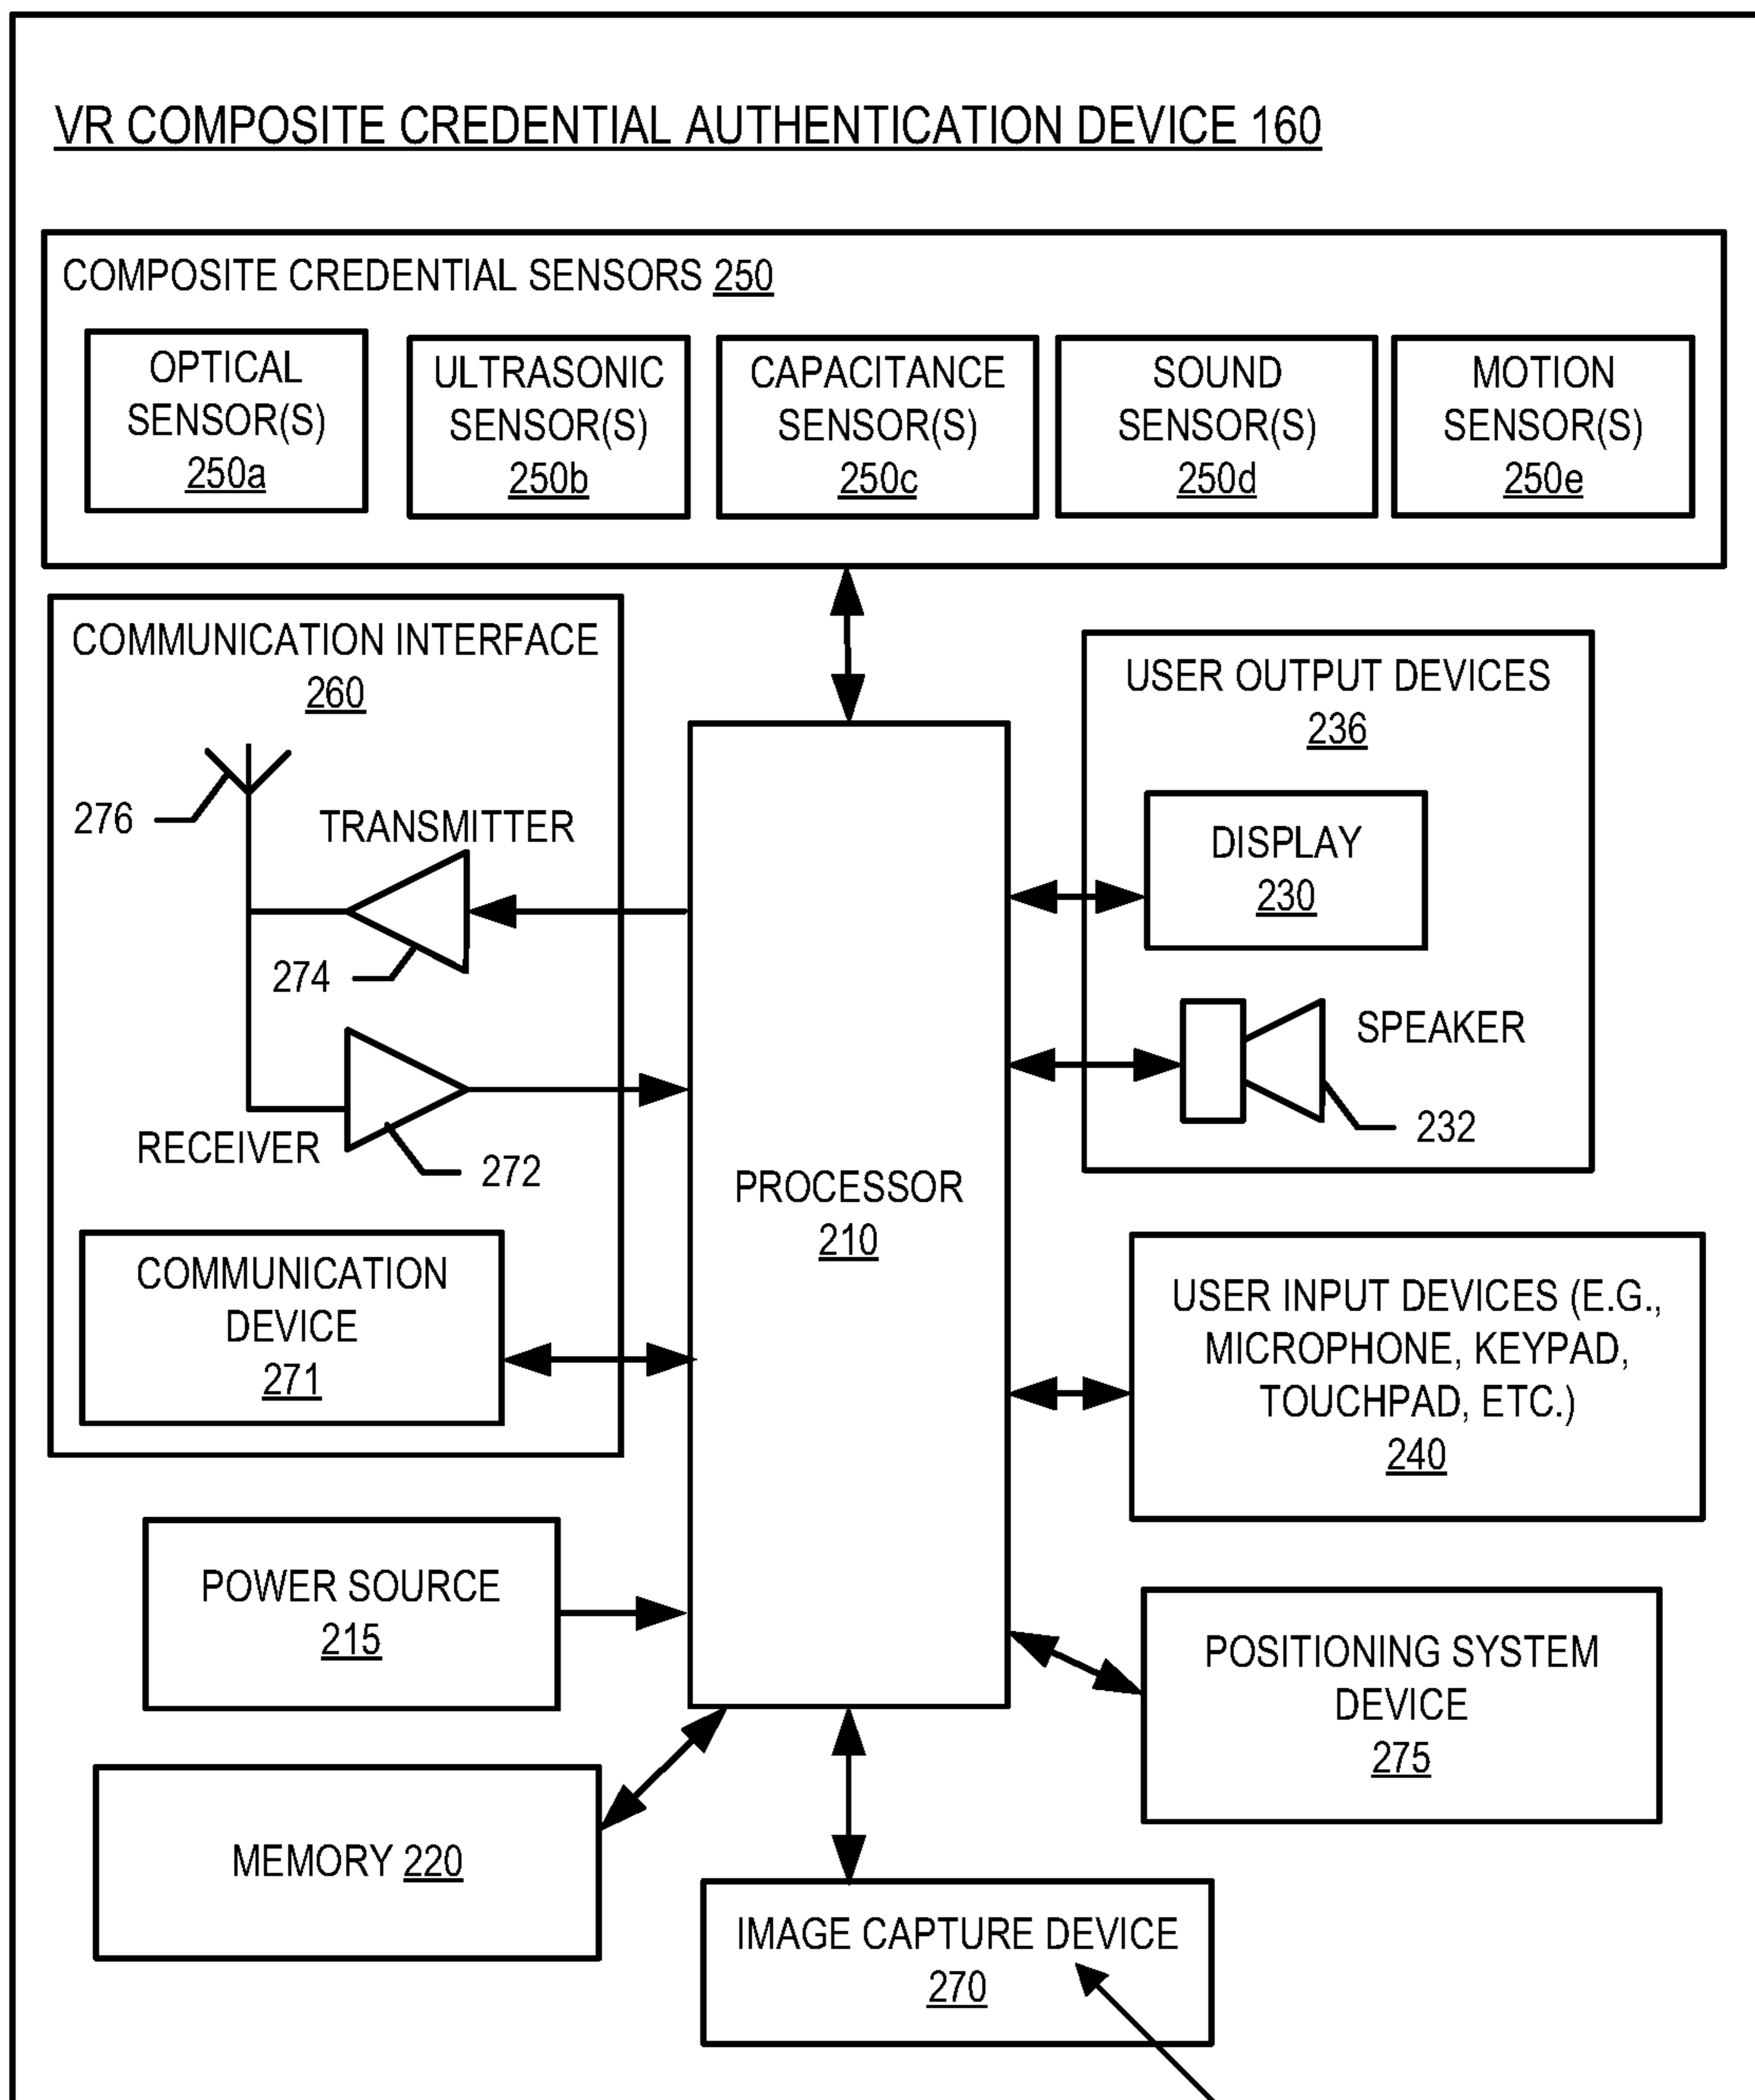 VR COMPOSITE CREDENTIAL AUTHENTICATION DEVICE 160
COMPOSITE CREDENTIAL SENSORS 250
OPTICAL
SENSOR(S)
250a
ULTRASONIC
SENSOR(S)
250b
CAPACITANCE
SENSOR(S)
250c
SOUND
SENSOR(S)
250d
MOTION
SENSOR(S)
250e
COMMUNICATION INTERFACE
260
276
TRANSMITTER
274
RECEIVER
272
COMMUNICATION
DEVICE
271
PROCESSOR
210
USER OUTPUT DEVICES
236
DISPLAY
230
SPEAKER
232
USER INPUT DEVICES (E.G.,
MICROPHONE, KEYPAD,
TOUCHPAD, ETC.)
240
POWER SOURCE
215
POSITIONING SYSTEM
DEVICE
275
MEMORY 220
IMAGE CAPTURE DEVICE
270